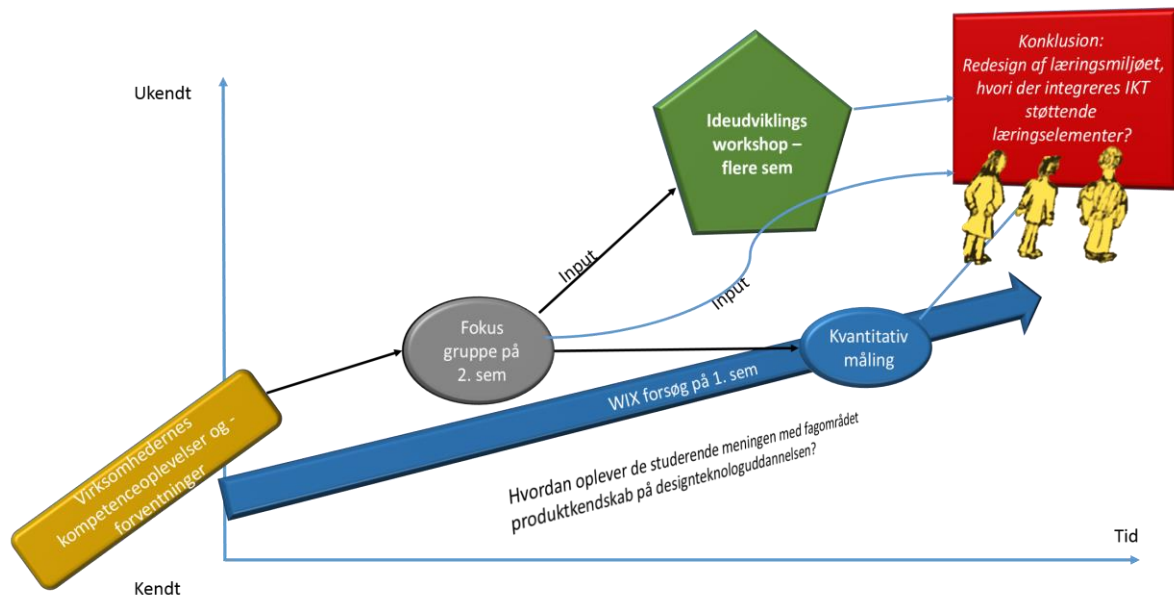 Ukendt
Konklusion:
Redesign af læringsmiljøet,
hvori der integreres IKT
støttende
læringselementer?
Ideudviklings
workshop –
flere sem
Input
Input
Fokus
gruppe på
2. sem
Kvantitativ
måling
WIX forsøg på 1. sem
Virksomhedernes
kompetenceoplevelser og -
forventninger
Hvordan oplever de studerende meningen med fagområdet
produktkendskab på designteknologuddannelsen?
Tid
Kendt